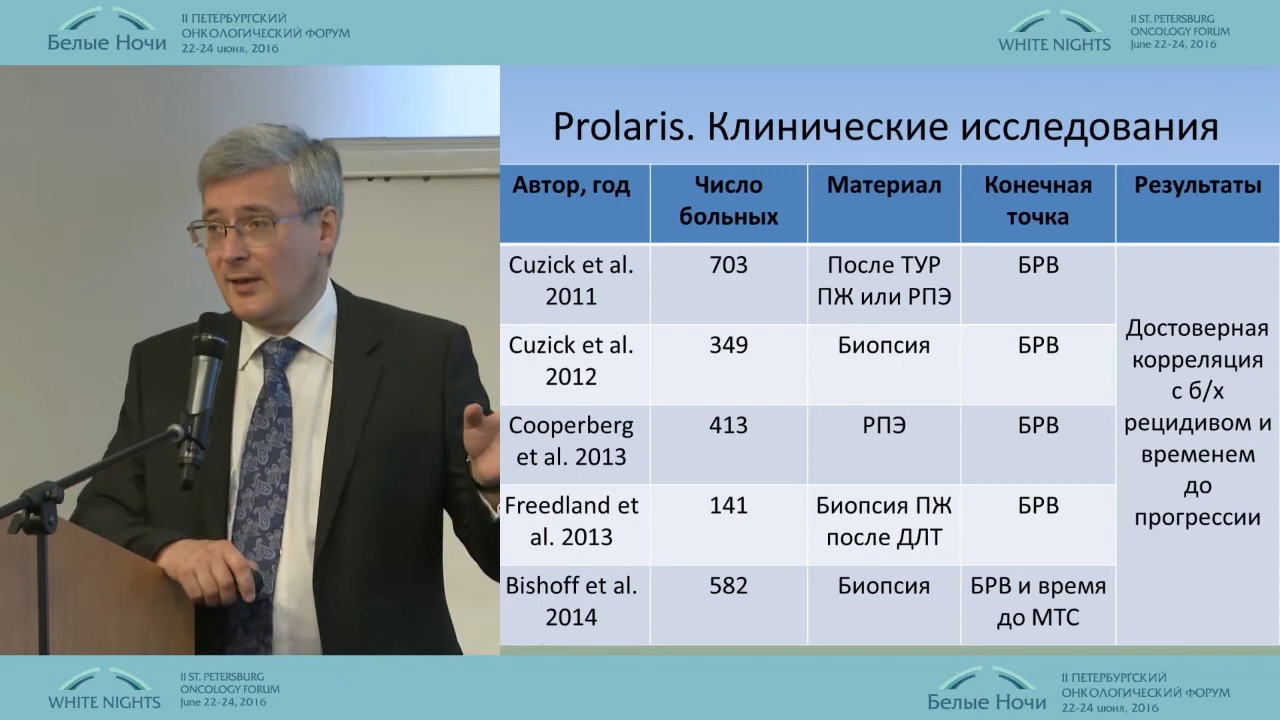 Белые Ночи
II ПЕТЕРБУРГСКИЙ
ОНКОЛОГИЧЕСКИЙ ФОРУМ
22-24 июня, 2016
WHITE NIGHTS
II ST. PETERSBURG
ONCOLOGY FORUM
June 22-24, 2016
Prolaris. Клинические исследования
Автор, год
Число
больных
Материал
Конечная
точка
Результаты
Cuzick et al.
2011
703
После ТУР
ПЖ или РПЭ
БРВ
Cuzick et al.
2012
349
Биопсия
БРВ
Cooperberg
et al. 2013
413
РПЭ
БРВ
Freedland et
al. 2013
141
Биопсия ПЖ
после ДЛТ
БРВ
Bishoff et al.
2014
582
Биопсия
БРВ и время
до МТС
Достоверная
корреляция
с б/х
рецидивом и
временем
до
прогрессии
WHITE NIGHTS
II ST. PETERSBURG
ONCOLOGY FORUM
June 22-24, 2016
Белые Ночи
II ПЕТЕРБУРГСКИЙ
ОНКОЛОГИЧЕСКИЙ ФОРУМ
22-24 июня, 2016